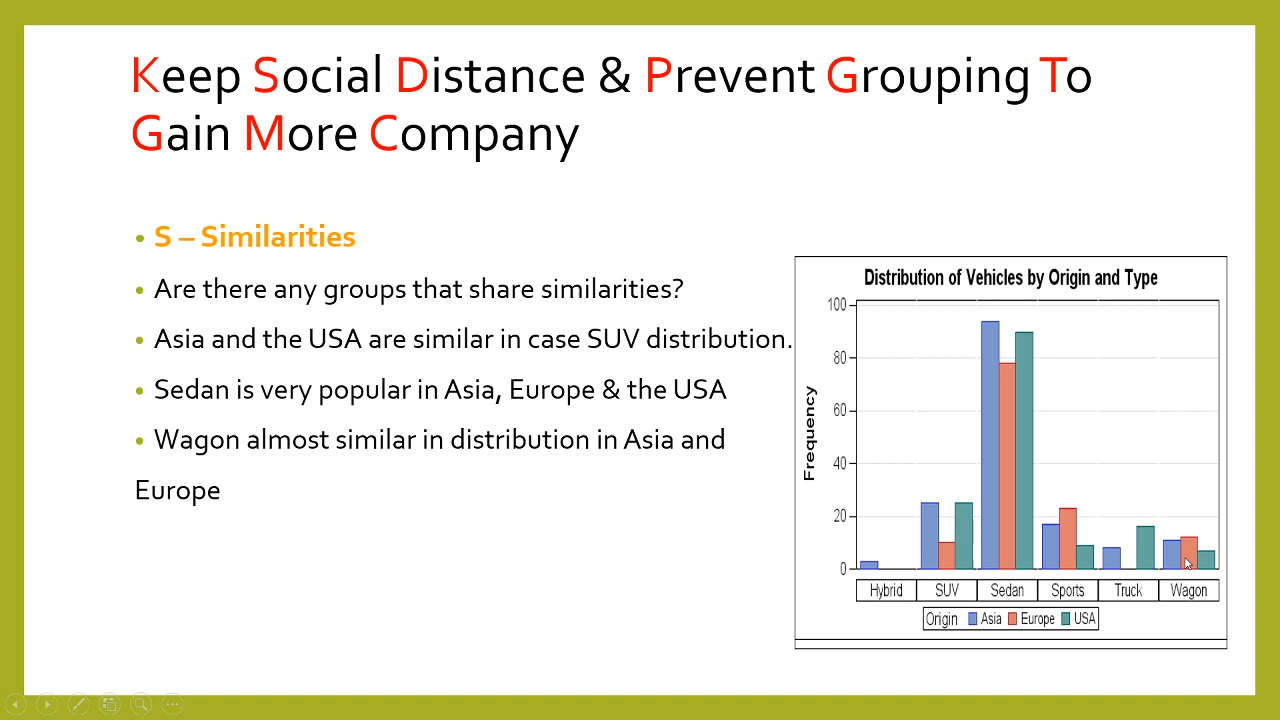 Keep Social Distance & Prevent Grouping To
Gain More Company
• S – Similarities
• Are there any groups that share similarities?
• Asia and the USA are similar in case SUV distribution.
• Sedan is very popular in Asia, Europe & the USA
• Wagon almost similar in distribution in Asia and
Europe
Distribution of Vehicles by Origin and Type
Frequency
100
80
60
40
20
0
Hybrid SUV Sedan Sports Truck Wagon
Origin Asia Europe USA